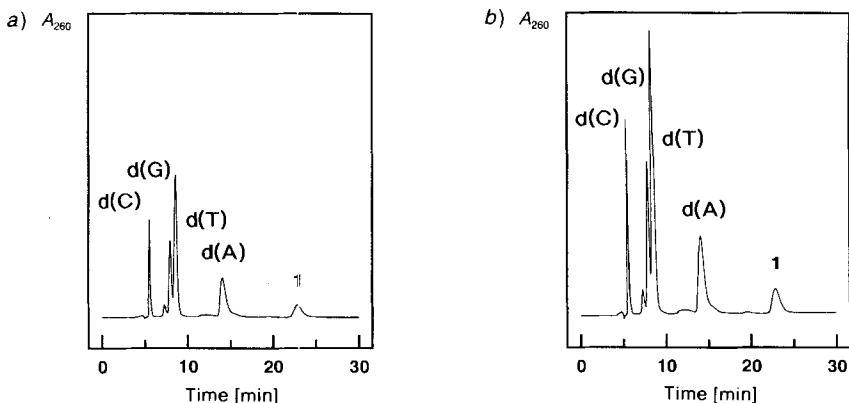 a) A260
d(G)
d(C)
d(T)
d(A)
1
0 10 20 30
Time [min]
b) A260
d(G)
d(C)
d(T)
d(A)
1
0 10 20 30
Time [min]